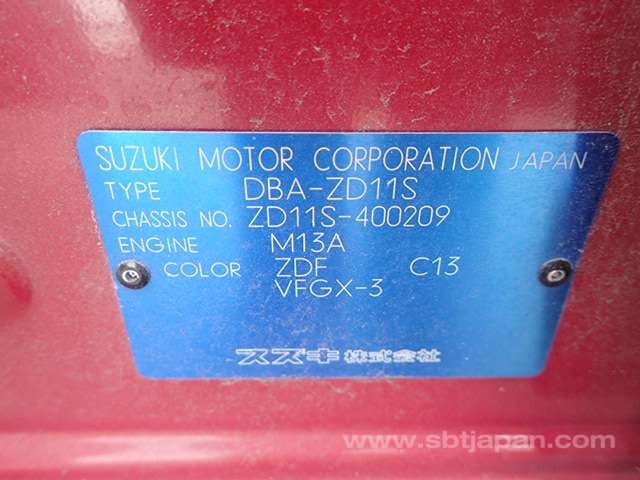 SUZUKI MOTOR CORPORATION JAPAN
TYPE DBA-ZD11S
CHASSIS NO. ZD11S-400209
ENGINE M13A
COLOR ZDF C13
VFGX-3
スズキ株式会社
www.sbtjapan.com